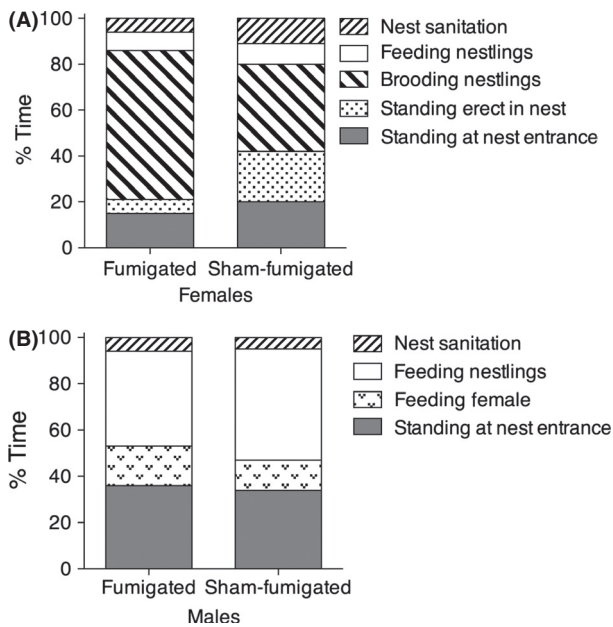 (A)
100
80
60
40
20
0
% Time
Fumigated Sham-fumigated
Females
Nest sanitation
Feeding nestlings
Brooding nestlings
Standing erect in nest
Standing at nest entrance
(B)
100
80
60
40
20
0
% Time
Fumigated Sham-fumigated
Males
Nest sanitation
Feeding nestlings
Feeding female
Standing at nest entrance